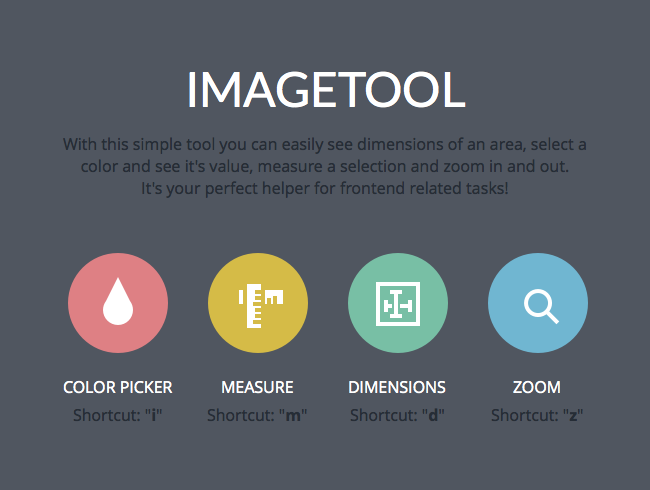 IMAGETOOL
With this simple tool you can easily see dimensions of an area, select a
color and see it's value, measure a selection and zoom in and out.
It's your perfect helper for frontend related tasks!
COLOR PICKER MEASURE DIMENSIONS ZOOM
Shortcut: "i" Shortcut: "m" Shortcut: "d" Shortcut: "z"